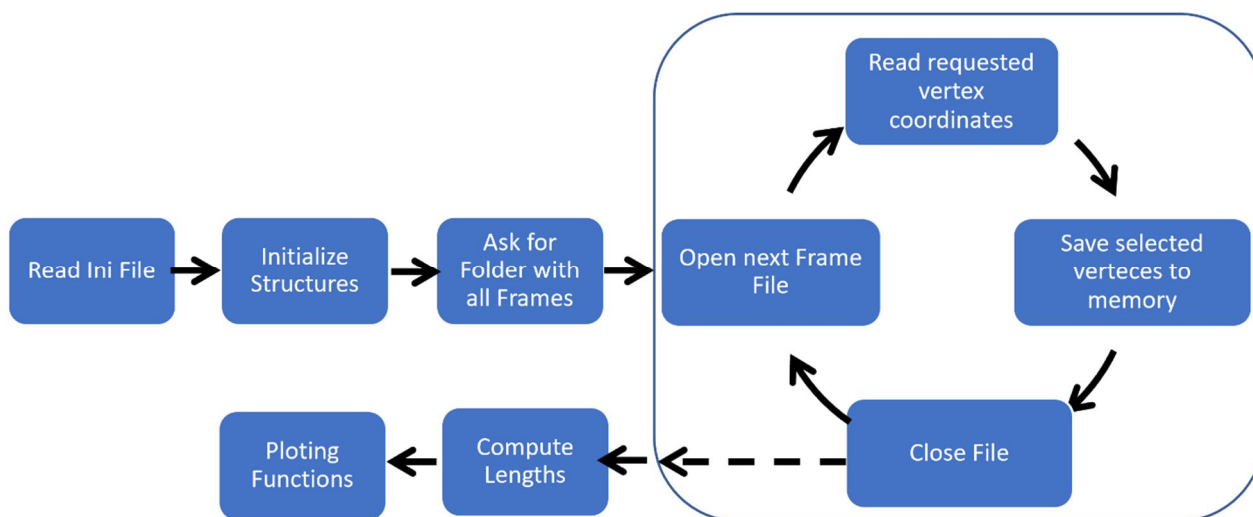 Read Ini File
Initialize
Structures
Ask for
Folder with
all Frames
Open next Frame
File
Read requested
vertex
coordinates
Save selected
verteces to
memory
Close File
Compute
Lengths
Ploting
Functions